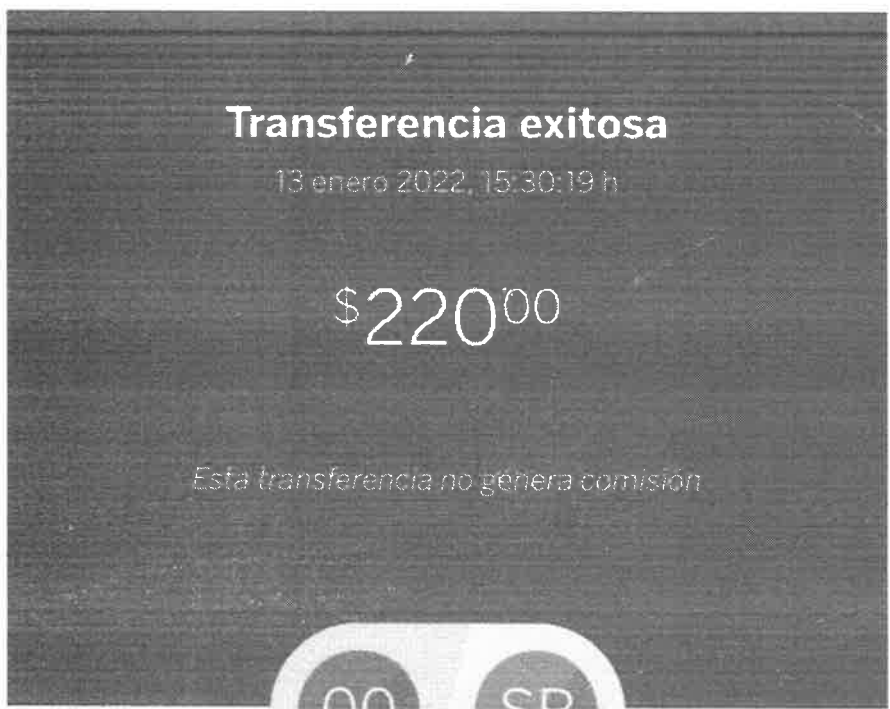 Transferencia exitosa
13 enero 2022, 15:30:19 h
$220.00
Esta transferencia no genera comisión